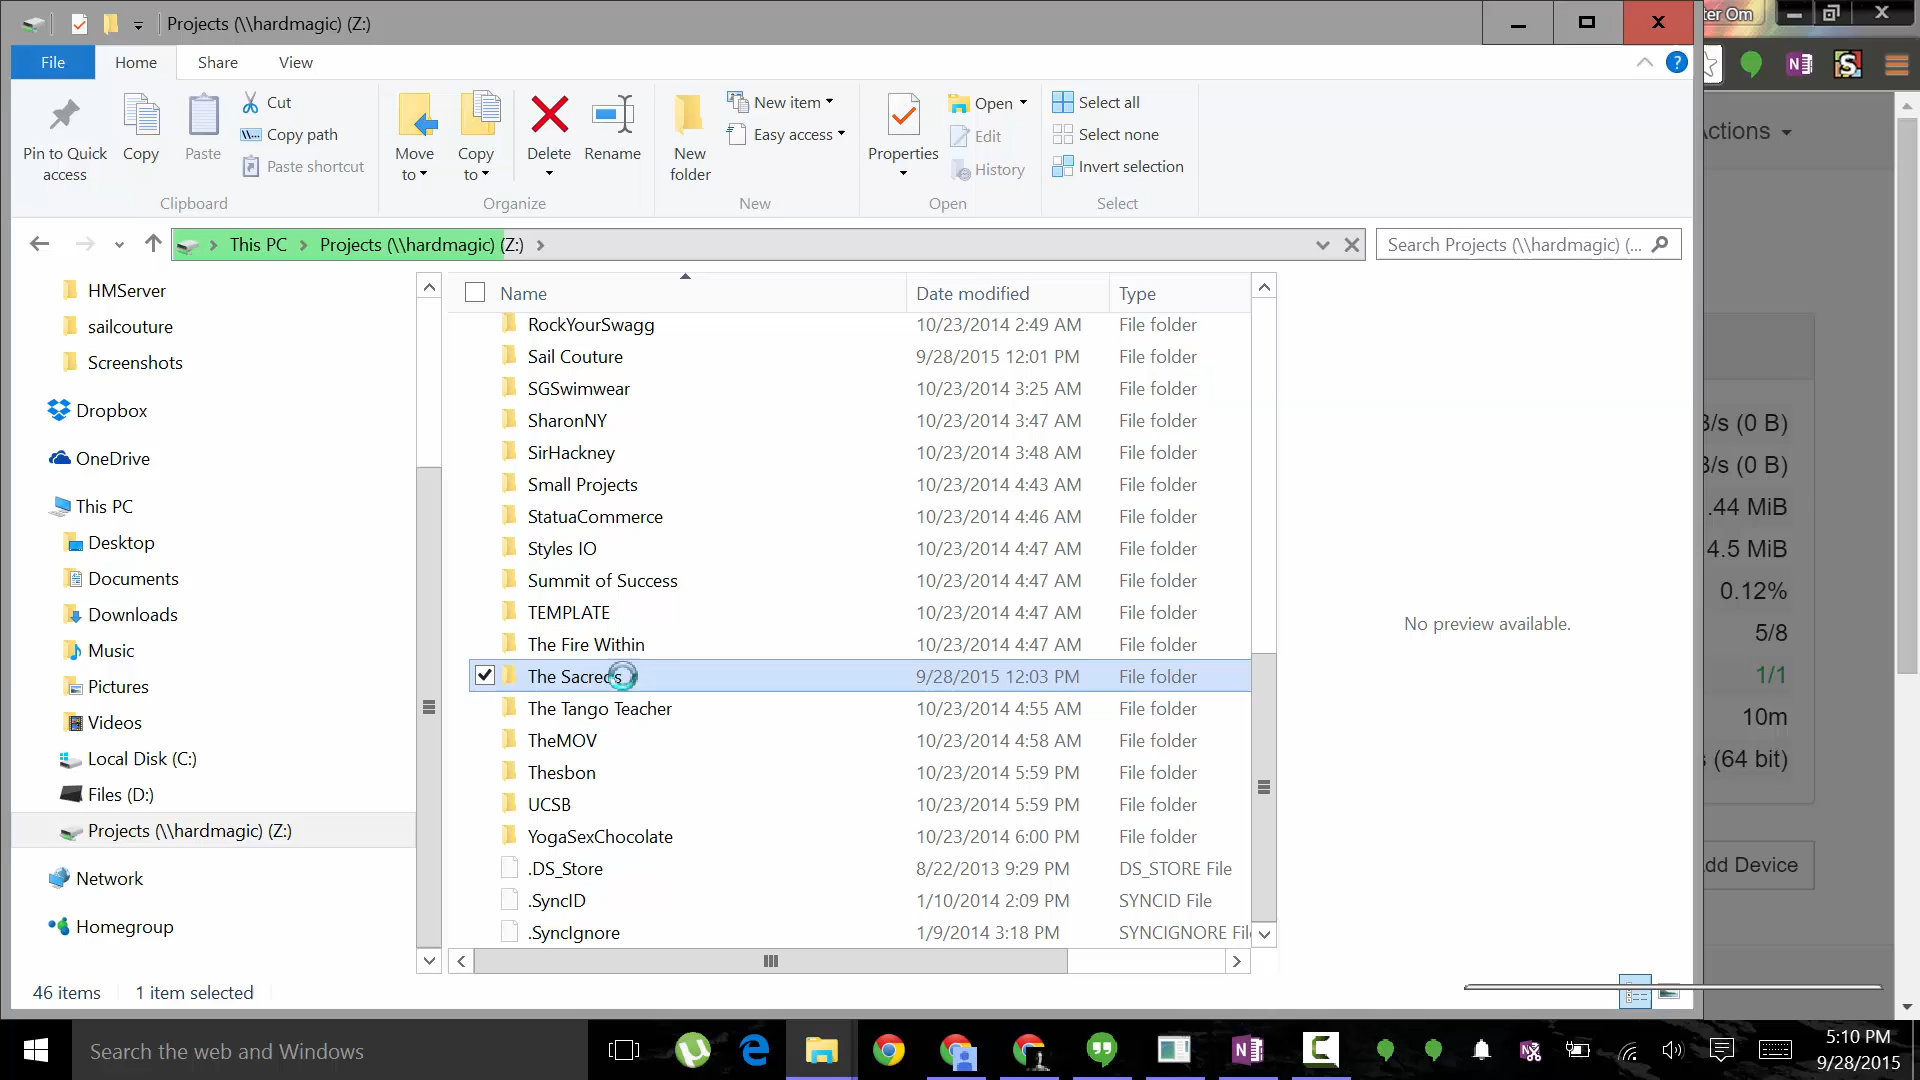 Projects (\\hardmagic) (Z:)
ter Om
File
Home
Share
View
Pin to Quick access
Copy
Paste
Cut
Copy path
Paste shortcut
Clipboard
Move to
Copy to
Delete
Rename
Organize
New folder
New item
Easy access
New
Properties
Open
Edit
History
Open
Select all
Select none
Invert selection
Select
ctions
This PC
Projects (\\hardmagic) (Z:)
Search Projects (\\hardmagic) (...
HMServer
sailcouture
Screenshots
Dropbox
OneDrive
This PC
Desktop
Documents
Downloads
Music
Pictures
Videos
Local Disk (C:)
Files (D:)
Projects (\\hardmagic) (Z:)
Network
Homegroup
Name Date modified Type
RockYourSwagg 10/23/2014 2:49 AM File folder
Sail Couture 9/28/2015 12:01 PM File folder
SGSwimwear 10/23/2014 3:25 AM File folder
SharonNY 10/23/2014 3:47 AM File folder
SirHackney 10/23/2014 3:48 AM File folder
Small Projects 10/23/2014 4:43 AM File folder
StatuaCommerce 10/23/2014 4:46 AM File folder
Styles IO 10/23/2014 4:47 AM File folder
Summit of Success 10/23/2014 4:47 AM File folder
TEMPLATE 10/23/2014 4:47 AM File folder
The Fire Within 10/23/2014 4:47 AM File folder
The Sacreds 9/28/2015 12:03 PM File folder
The Tango Teacher 10/23/2014 4:55 AM File folder
TheMOV 10/23/2014 4:58 AM File folder
Thesbon 10/23/2014 5:59 PM File folder
UCSB 10/23/2014 5:59 PM File folder
YogaSexChocolate 10/23/2014 6:00 PM File folder
.DS_Store 8/22/2013 9:29 PM DS_STORE File
.SyncID 1/10/2014 2:09 PM SYNCID File
.SyncIgnore 1/9/2014 3:18 PM SYNCIGNORE Fil
No preview available.
B/s (0 B)
B/s (0 B)
.44 MiB
4.5 MiB
0.12%
5/8
1/1
10m
(64 bit)
dd Device
46 items
1 item selected
Search the web and Windows
5:10 PM
9/28/2015